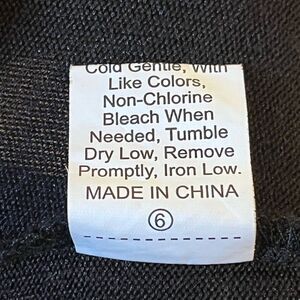 Cold Gentle, With
Like Colors,
Non-Chlorine
Bleach When
Needed, Tumble
Dry Low, Remove
Promptly, Iron Low.
MADE IN CHINA
6